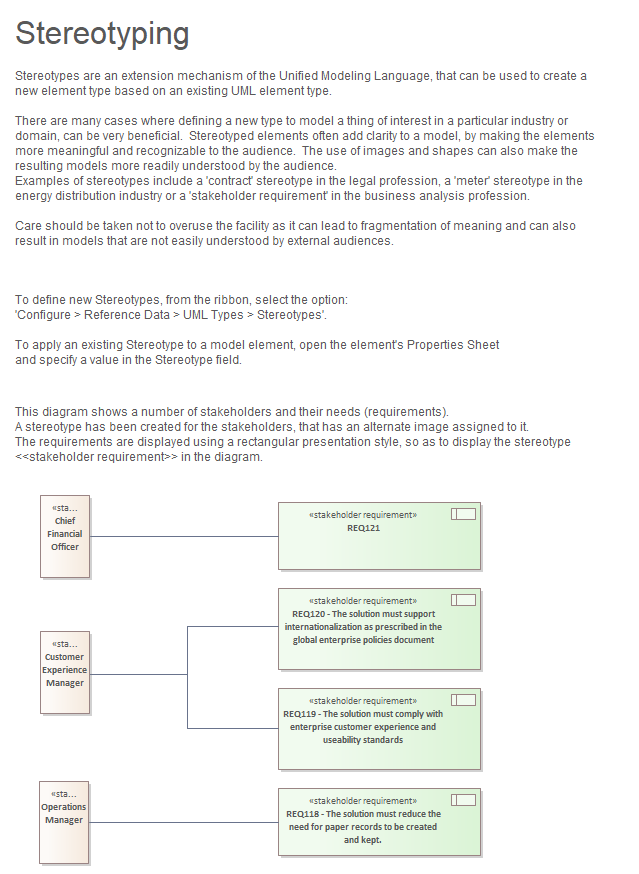 Stereotyping
Stereotypes are an extension mechanism of the Unified Modeling Language, that can be used to create a
new element type based on an existing UML element type.
There are many cases where defining a new type to model a thing of interest in a particular industry or
domain, can be very beneficial.  Stereotyped elements often add clarity to a model, by making the elements
more meaningful and recognizable to the audience.  The use of images and shapes can also make the
resulting models more readily understood by the audience.
Examples of stereotypes include a 'contract' stereotype in the legal profession, a 'meter' stereotype in the
energy distribution industry or a 'stakeholder requirement' in the business analysis profession.
Care should be taken not to overuse the facility as it can lead to fragmentation of meaning and can also
result in models that are not easily understood by external audiences.
To define new Stereotypes, from the ribbon, select the option:
'Configure > Reference Data > UML Types > Stereotypes'.
To apply an existing Stereotype to a model element, open the element's Properties Sheet
and specify a value in the Stereotype field.
This diagram shows a number of stakeholders and their needs (requirements).
A stereotype has been created for the stakeholders, that has an alternate image assigned to it.
The requirements are displayed using a rectangular presentation style, so as to display the stereotype
<<stakeholder requirement>> in the diagram.
«sta...
Chief
Financial
Officer
«stakeholder requirement»
REQ121
«stakeholder requirement»
REQ120 - The solution must support
internationalization as prescribed in the
global enterprise policies document
«sta...
Customer
Experience
Manager
«stakeholder requirement»
REQ119 - The solution must comply with
enterprise customer experience and
useability standards
«sta...
Operations
Manager
«stakeholder requirement»
REQ118 - The solution must reduce the
need for paper records to be created
and kept.